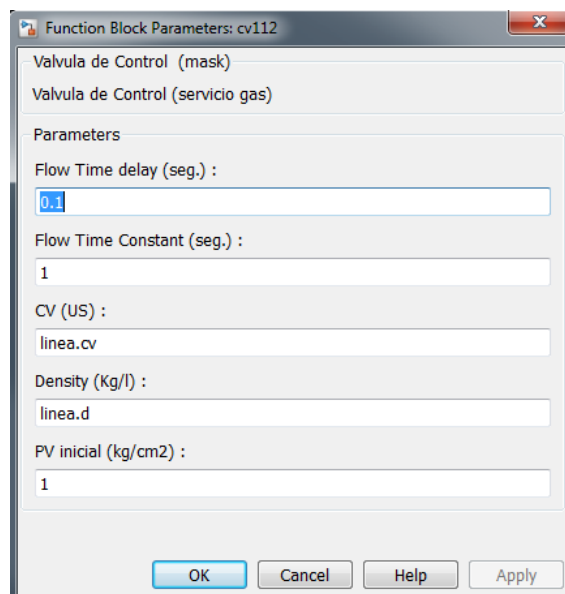 Function Block Parameters: cv112
Valvula de Control (mask)
Valvula de Control (servicio gas)
Parameters
Flow Time delay (seg.) :
0.1
Flow Time Constant (seg.) :
1
CV (US) :
linea.cv
Density (Kg/l) :
linea.d
PV inicial (kg/cm2) :
1
OK Cancel Help Apply